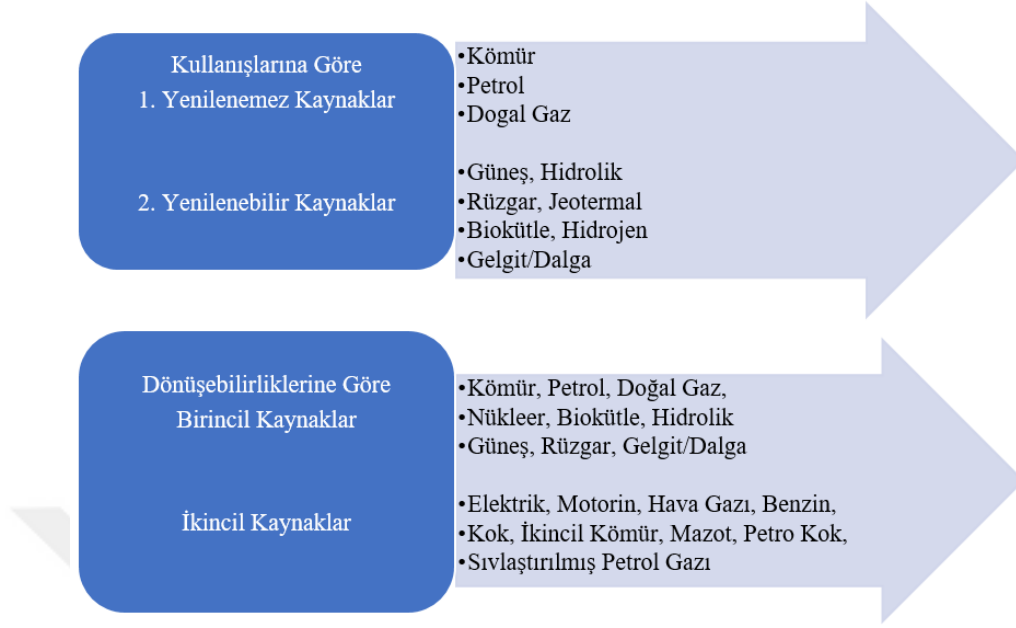 Kullanışlarına Göre
1. Yenilenemez Kaynaklar
•Kömür
•Petrol
•Dogal Gaz
2. Yenilenebilir Kaynaklar
•Güneş, Hidrolik
•Rüzgar, Jeotermal
•Biokütle, Hidrojen
•Gelgit/Dalga
Dönüşebilirliklerine Göre
Birincil Kaynaklar
•Kömür, Petrol, Doğal Gaz,
•Nükleer, Biokütle, Hidrolik
•Güneş, Rüzgar, Gelgit/Dalga
İkincil Kaynaklar
•Elektrik, Motorin, Hava Gazı, Benzin,
•Kok, İkincil Kömür, Mazot, Petro Kok,
•Sıvlaştırılmış Petrol Gazı